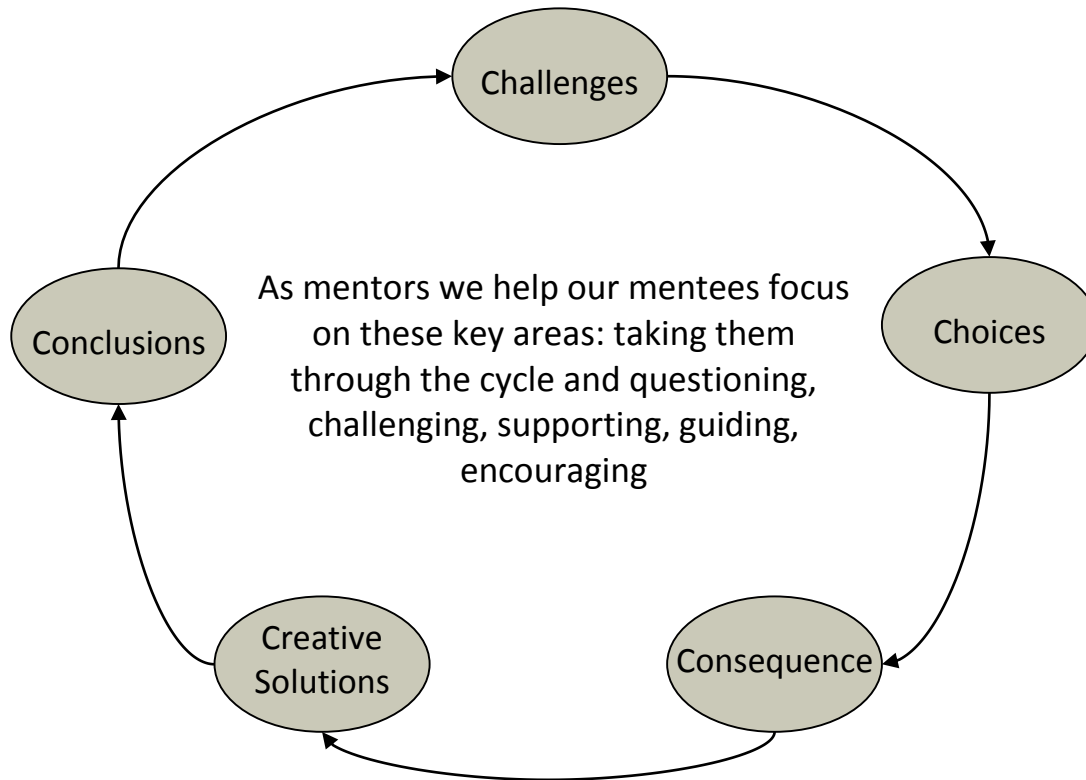 Challenges
As mentors we help our mentees focus
on these key areas: taking them
through the cycle and questioning,
challenging, supporting, guiding,
encouraging
Choices
Consequence
Creative
Solutions
Conclusions